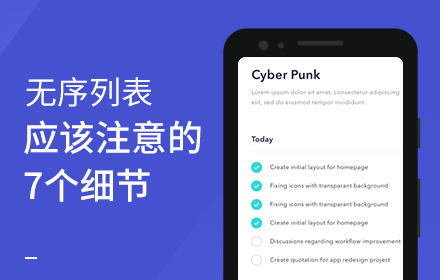 无序列表
应该注意的
7个细节
Cyber Punk
Lorem ipsum dolor sit amet, consectetur adipiscing
elit, sed do eiusmod tempor incididunt.
Today
Create initial layout for homepage
Fixing icons with transparant background
Fixing icons with transparant background
Create initial layout for homepage
Discussions regarding workflow improvement
Create quotation for app redesign project